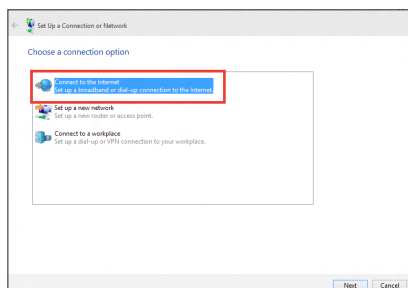 Set Up a Connection or Network
Choose a connection option
Connect to the Internet
Set up a broadband or dial-up connection to the Internet.
Set up a new network
Set up a new router or access point.
Connect to a workplace
Set up a dial-up or VPN connection to your workplace.
Next Cancel